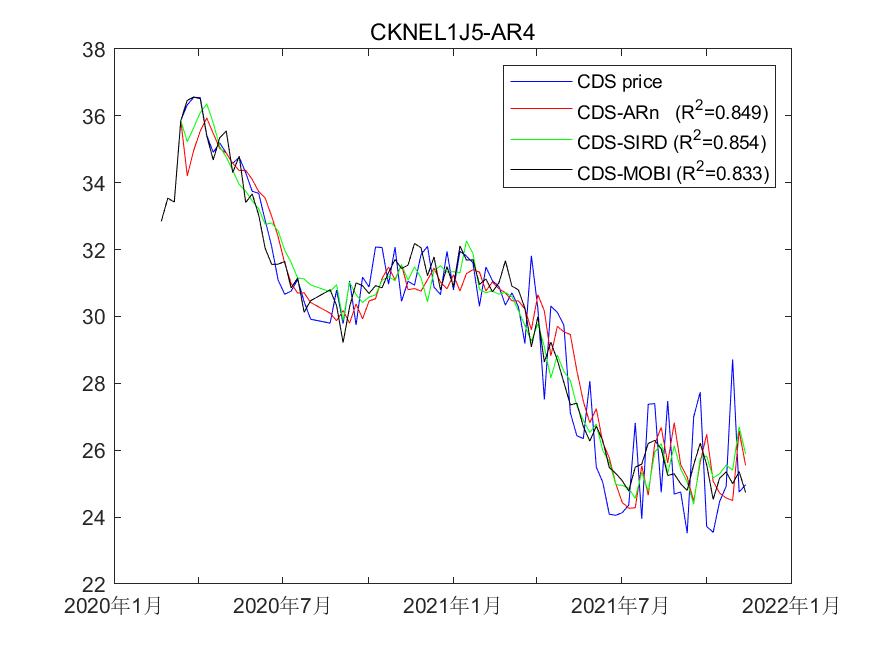 CKNEL1J5-AR4
38
36
34
32
30
28
26
24
22
CDS price
CDS-ARn (R²=0.849)
CDS-SIRD (R²=0.854)
CDS-MOBI (R²=0.833)
2020年1月 2020年7月 2021年1月 2021年7月 2022年1月